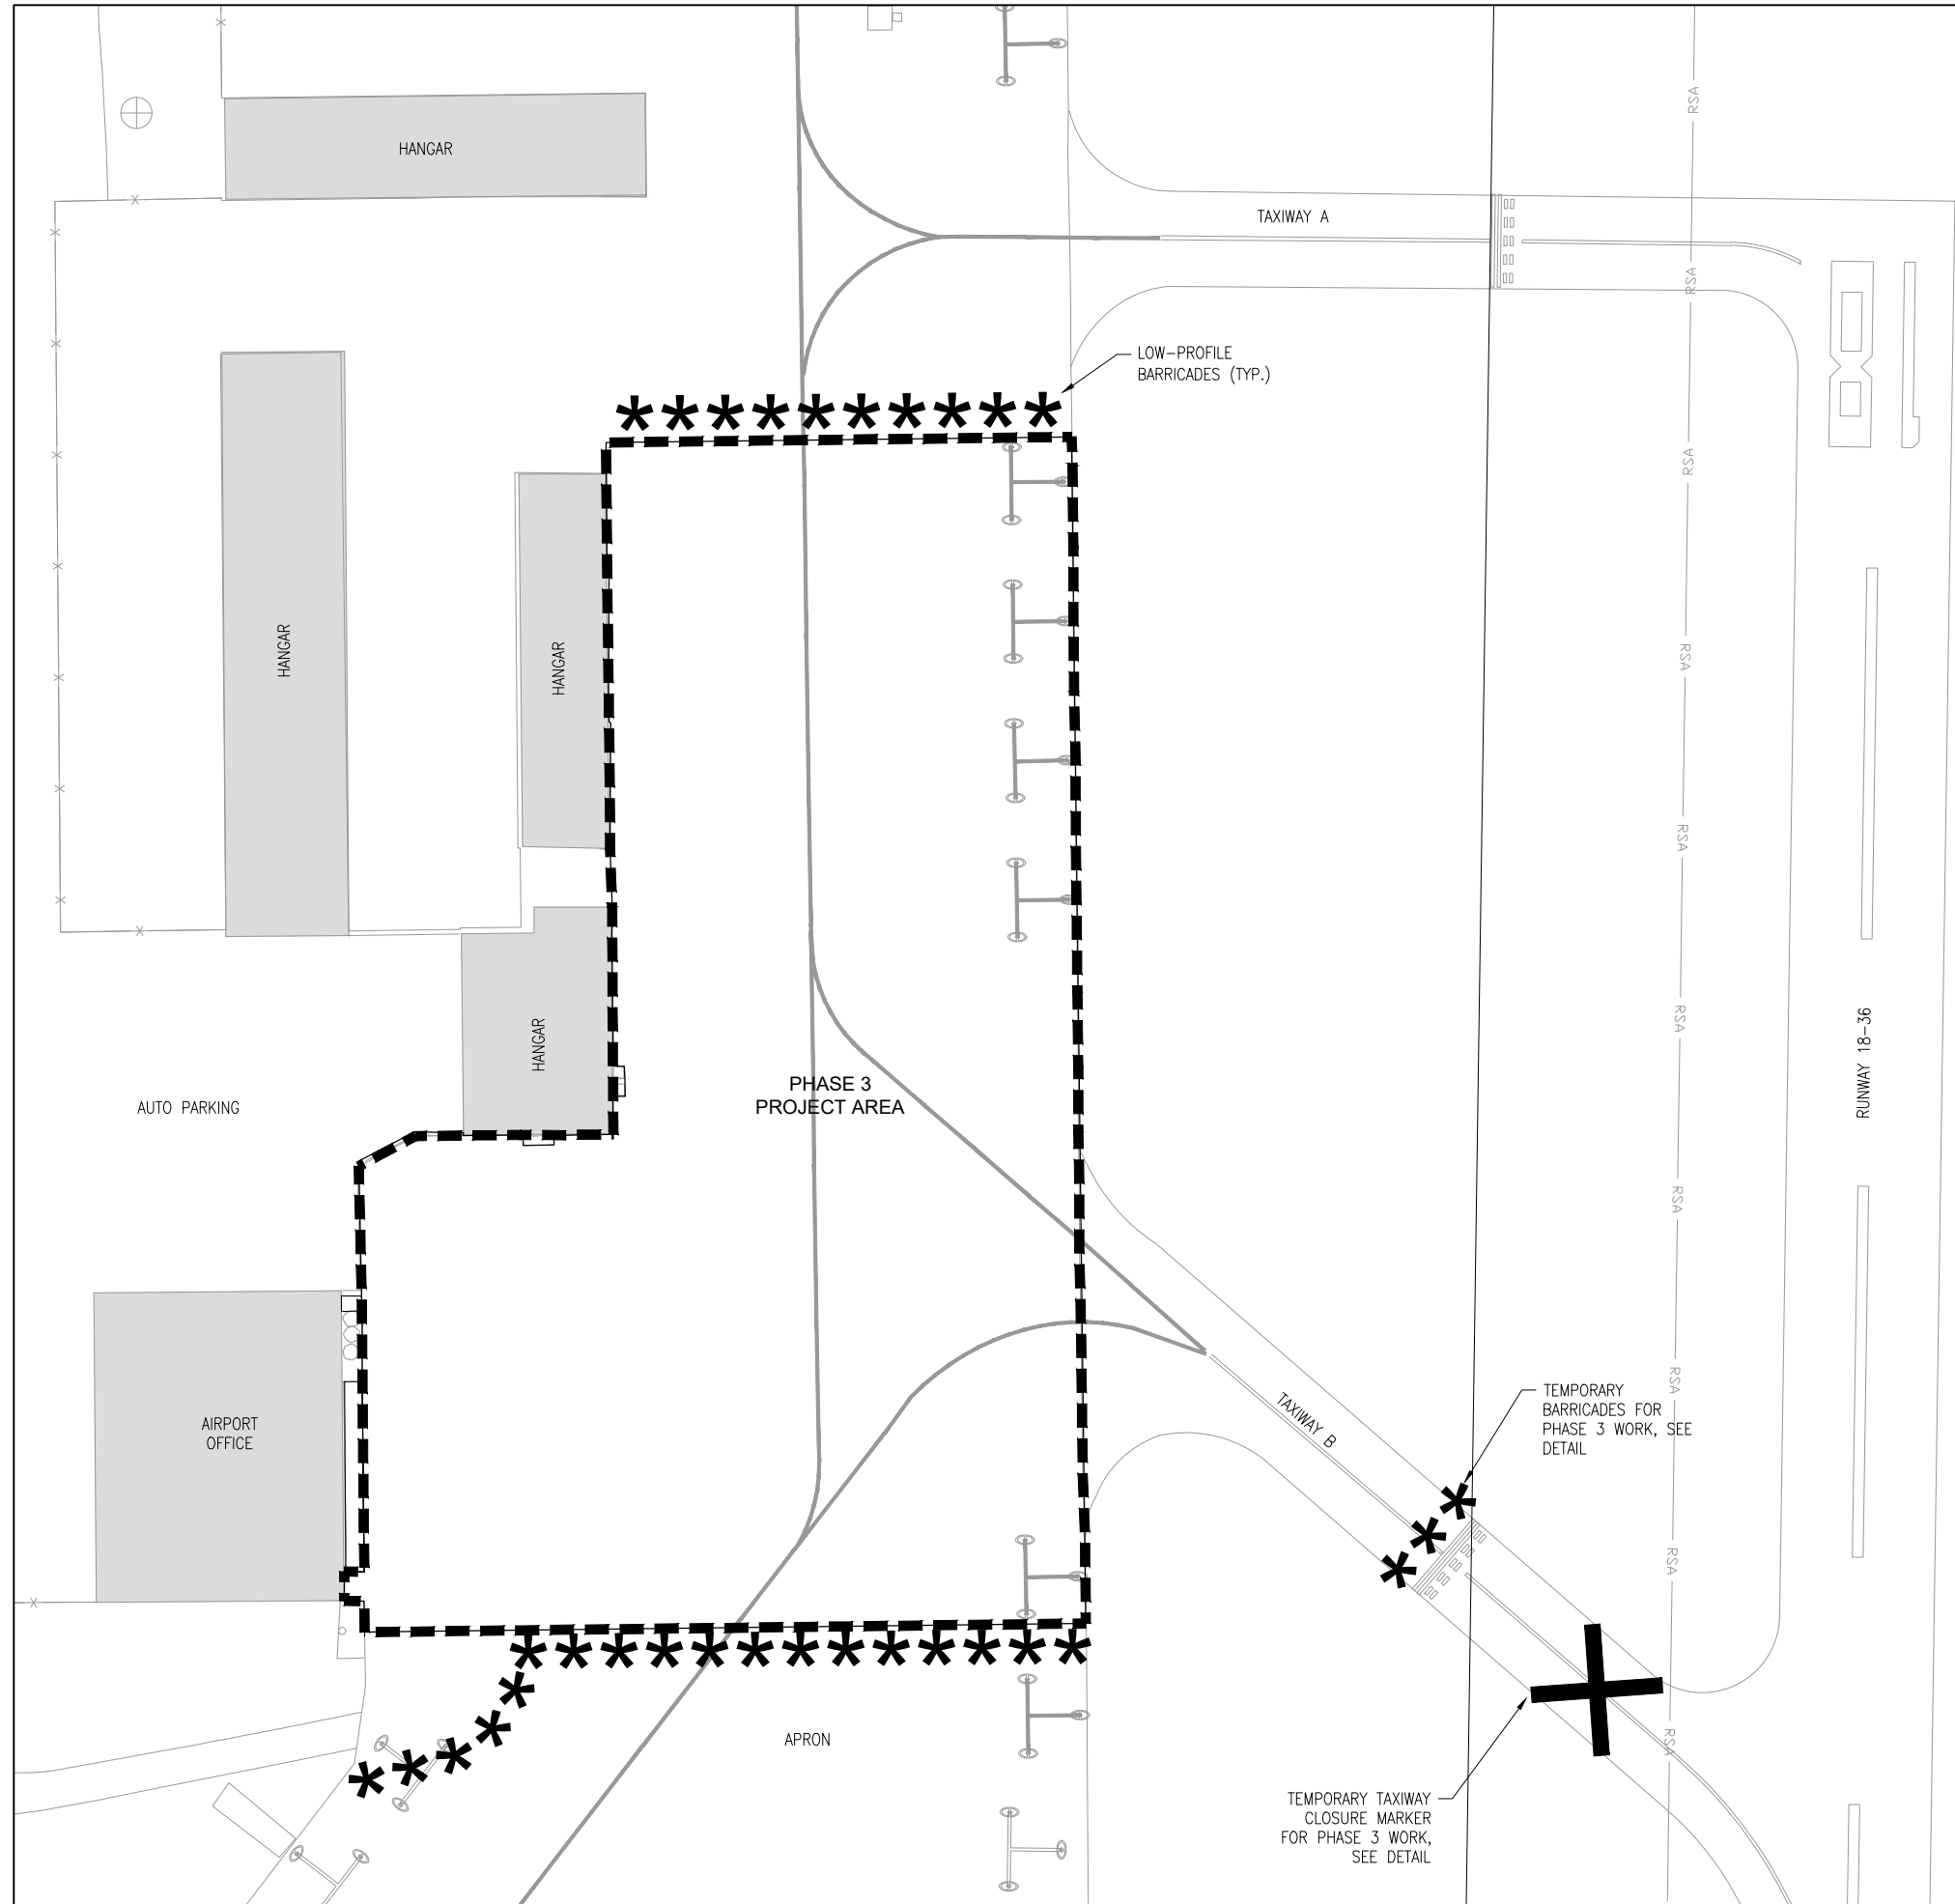 RSA
HANGAR
TAXIWAY A
RSA
LOW-PROFILE
BARRICADES (TYP.)
RSA
HANGAR
HANGAR
RSA
RSA
RSA
HANGAR
RUNWAY 18-36
PHASE 3
PROJECT AREA
AUTO PARKING
RSA
RSA
TEMPORARY
BARRICADES FOR
PHASE 3 WORK, SEE
DETAIL
TAXIWAY B
AIRPORT
OFFICE
RSA
RSA
APRON
TEMPORARY TAXIWAY
CLOSURE MARKER
FOR PHASE 3 WORK,
SEE DETAIL